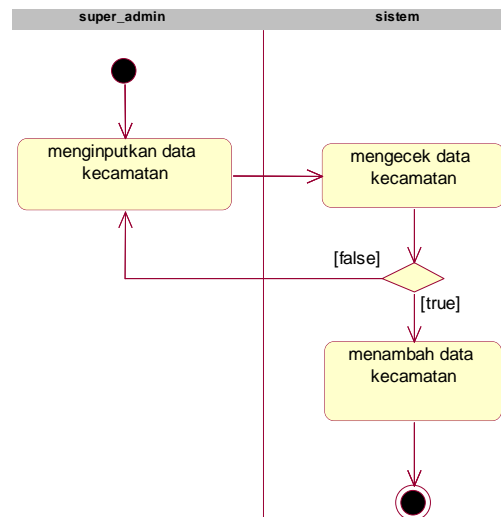 super_admin
sistem
menginputkan data
kecamatan
mengecek data
kecamatan
[false]
[true]
menambah data
kecamatan